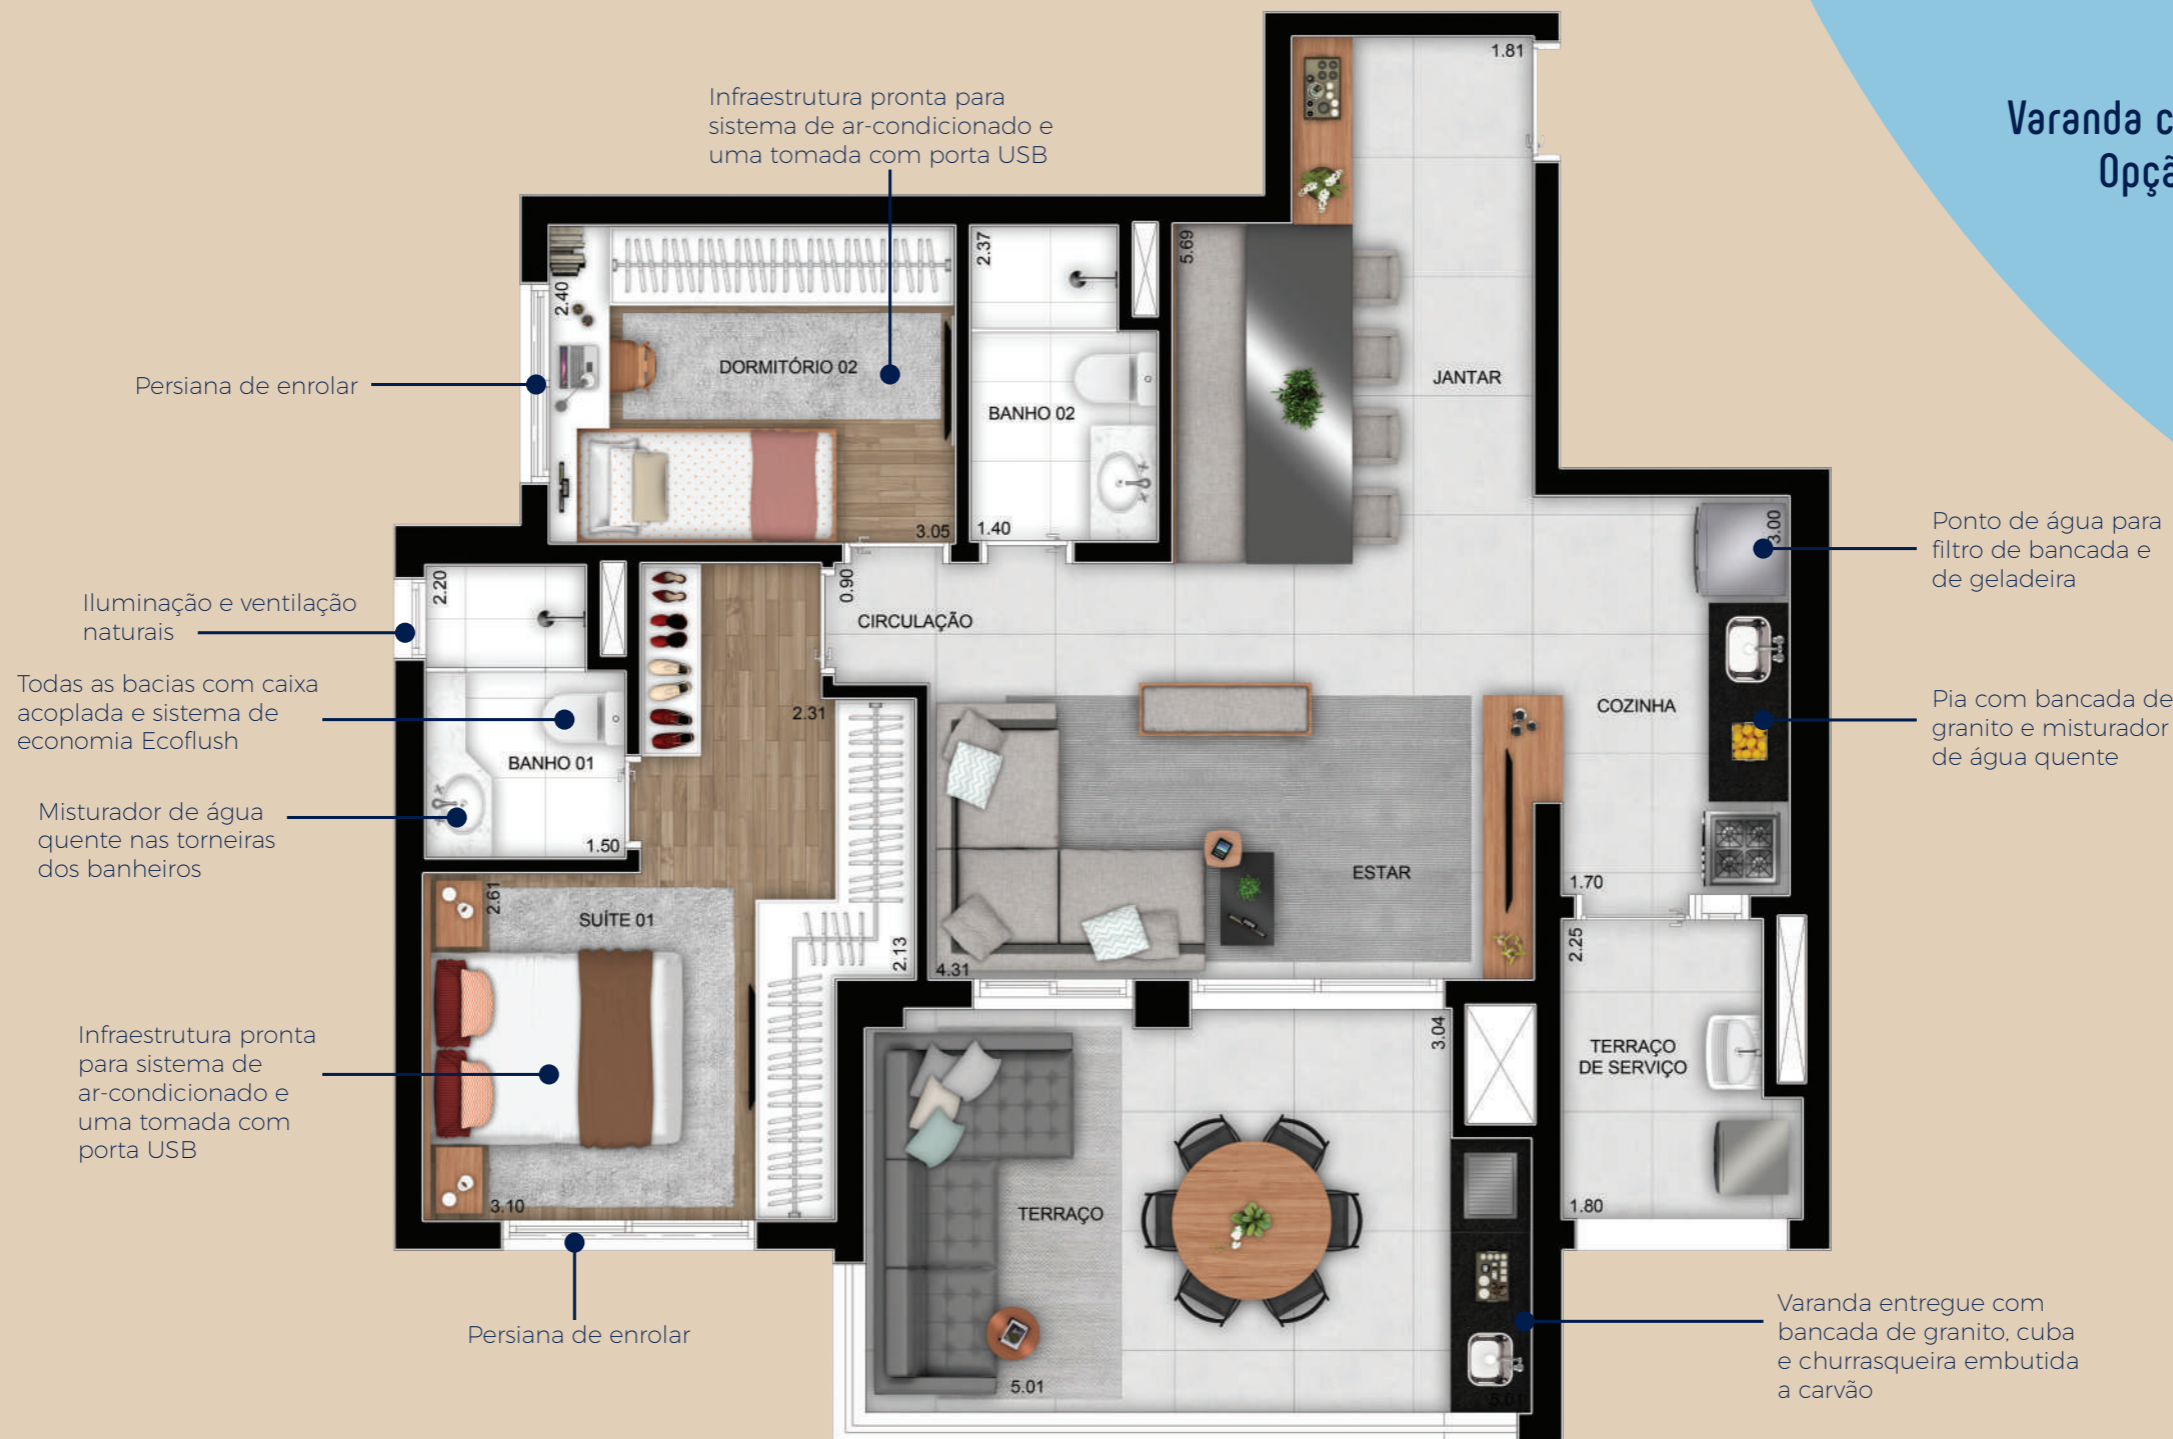 Varanda c
Opçã
Infraestrutura pronta para
sistema de ar-condicionado e
uma tomada com porta USB
Persiana de enrolar
Iluminação e ventilação
naturais
Todas as bacias com caixa
acoplada e sistema de
economia Ecoflush
Misturador de água
quente nas torneiras
dos banheiros
Infraestrutura pronta
para sistema de
ar-condicionado e
uma tomada com
porta USB
Persiana de enrolar
Ponto de água para
filtro de bancada e
de geladeira
Pia com bancada de
granito e misturador
de água quente
Varanda entregue com
bancada de granito, cuba
e churrasqueira embutida
a carvão
1.81
2.40
DORMITÓRIO 02
3.05
2.37
BANHO 02
1.40
5.69
JANTAR
3.00
2.20
BANHO 01
1.50
0.90
CIRCULAÇÃO
2.31
COZINHA
1.70
ESTAR
4.31
2.61
SUÍTE 01
2.13
3.10
3.04
TERRAÇO
5.01
2.25
TERRAÇO
DE SERVIÇO
1.80